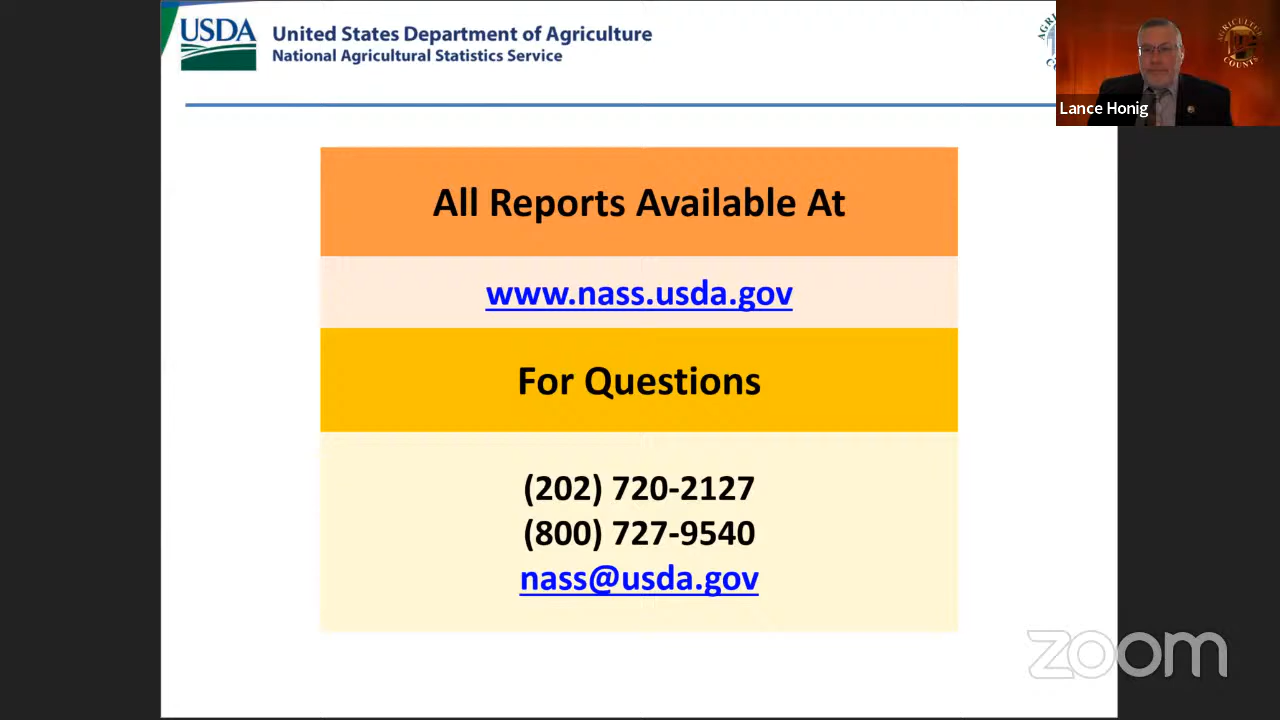 USDA
United States Department of Agriculture
National Agricultural Statistics Service
Lance Honig
All Reports Available At
www.nass.usda.gov
For Questions
(202) 720-2127
(800) 727-9540
nass@usda.gov
zoom